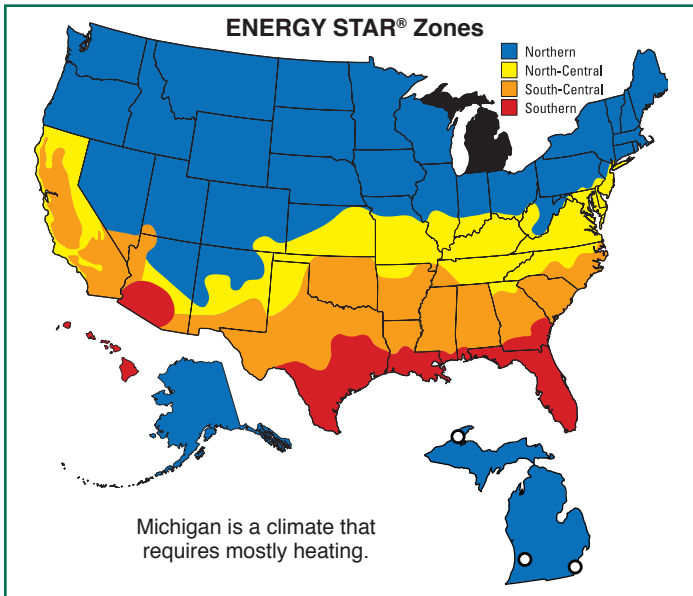 ENERGY STAR® Zones
Northern
North-Central
South-Central
Southern
Michigan is a climate that
requires mostly heating.